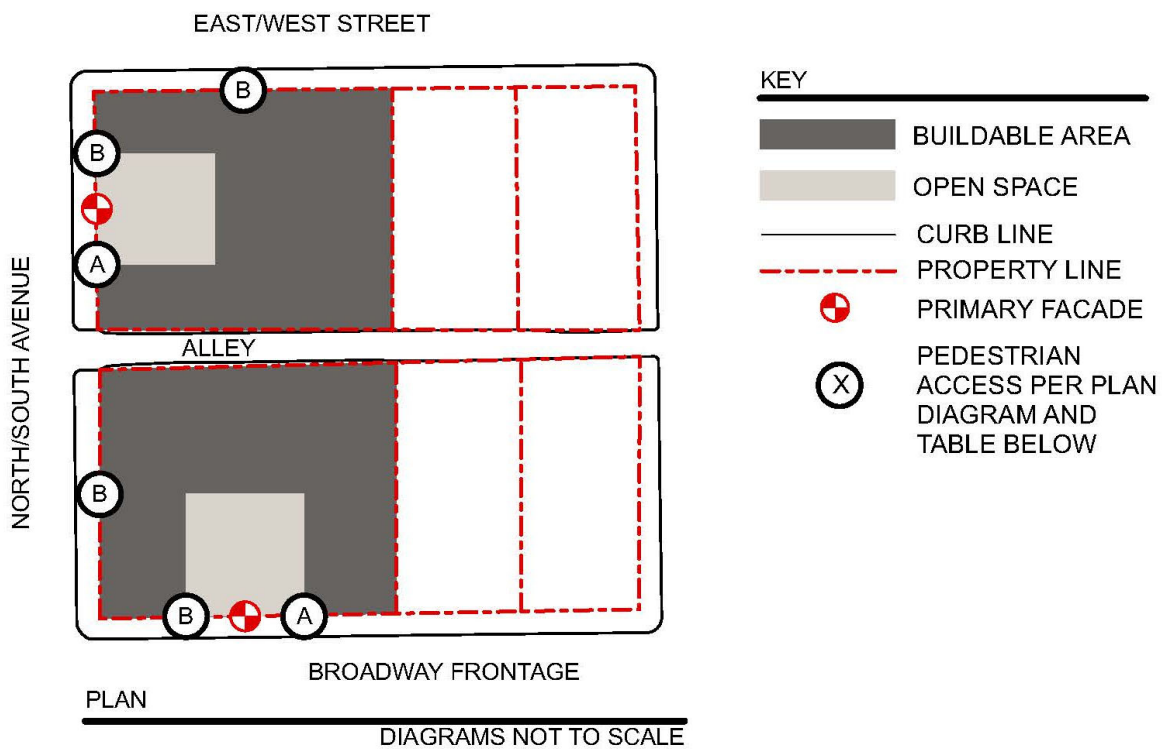 EAST/WEST STREET
B
B
A
NORTH/SOUTH AVENUE
ALLEY
B
B
A
BROADWAY FRONTAGE
PLAN
DIAGRAMS NOT TO SCALE
KEY
BUILDABLE AREA
OPEN SPACE
CURB LINE
PROPERTY LINE
PRIMARY FACADE
X
PEDESTRIAN
ACCESS PER PLAN
DIAGRAM AND
TABLE BELOW